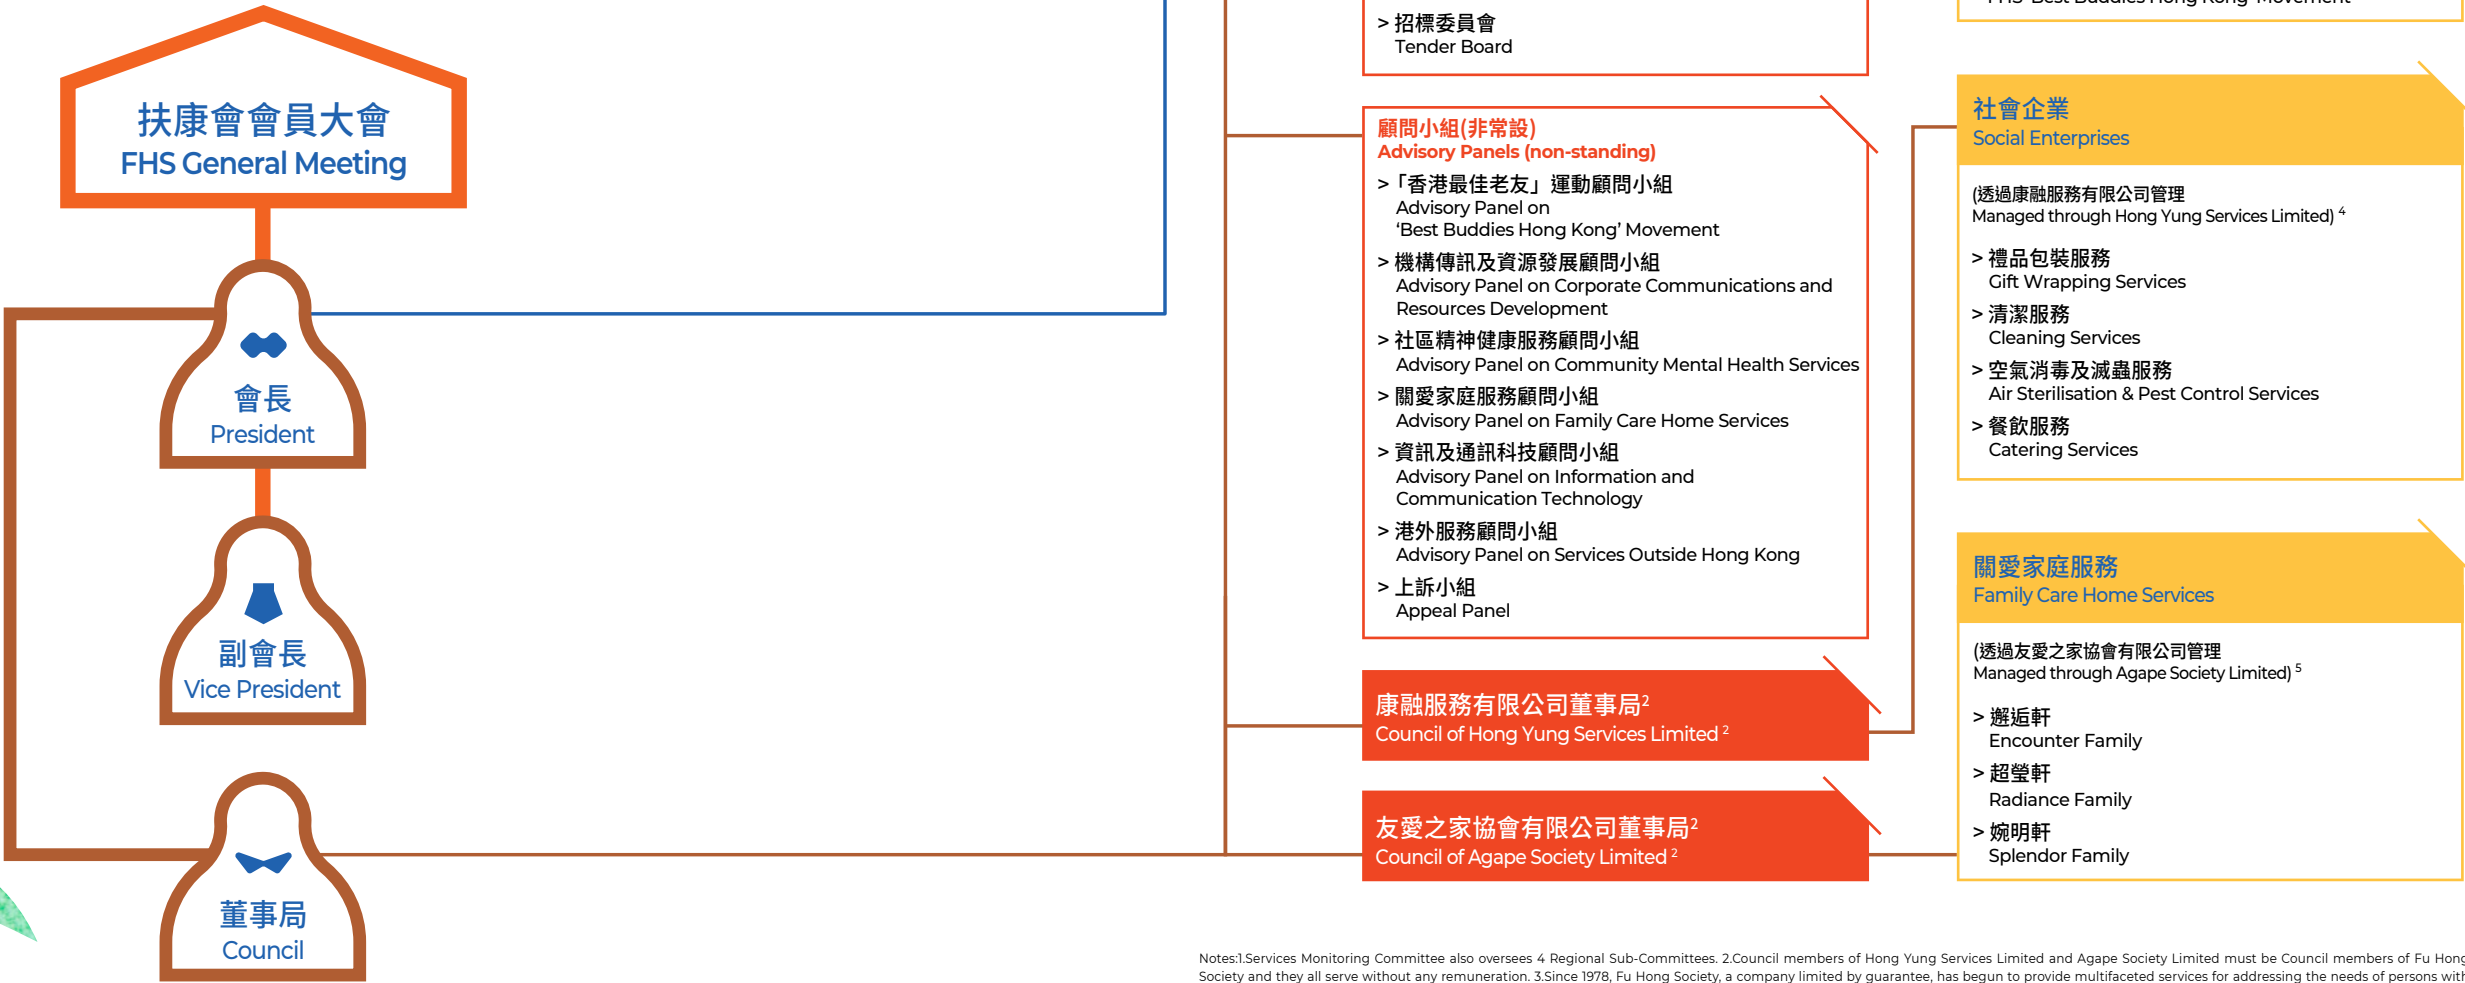 扶康會會員大會
FHS General Meeting
會長
President
副會長
Vice President
董事局
Council
> 招標委員會
Tender Board
顧問小組(非常設)
Advisory Panels (non-standing)
>「香港最佳老友」運動顧問小組
Advisory Panel on
‘Best Buddies Hong Kong’ Movement
> 機構傳訊及資源發展顧問小組
Advisory Panel on Corporate Communications and
Resources Development
> 社區精神健康服務顧問小組
Advisory Panel on Community Mental Health Services
> 關愛家庭服務顧問小組
Advisory Panel on Family Care Home Services
> 資訊及通訊科技顧問小組
Advisory Panel on Information and
Communication Technology
> 港外服務顧問小組
Advisory Panel on Services Outside Hong Kong
> 上訴小組
Appeal Panel
康融服務有限公司董事局2
Council of Hong Yung Services Limited 2
友愛之家協會有限公司董事局2
Council of Agape Society Limited 2
FHS ‘Best Buddies Hong Kong’ Movement
社會企業
Social Enterprises
(透過康融服務有限公司管理
Managed through Hong Yung Services Limited) 4
> 禮品包裝服務
Gift Wrapping Services
> 清潔服務
Cleaning Services
> 空氣消毒及滅蟲服務
Air Sterilisation & Pest Control Services
> 餐飲服務
Catering Services
關愛家庭服務
Family Care Home Services
(透過友愛之家協會有限公司管理
Managed through Agape Society Limited) 5
> 邂逅軒
Encounter Family
> 超瑩軒
Radiance Family
> 婉明軒
Splendor Family
Notes:1.Services Monitoring Committee also oversees 4 Regional Sub-Committees. 2.Council members of Hong Yung Services Limited and Agape Society Limited must be Council members of Fu Hong
Society and they all serve without any remuneration. 3.Since 1978, Fu Hong Society, a company limited by guarantee, has begun to provide multifaceted services for addressing the needs of persons with